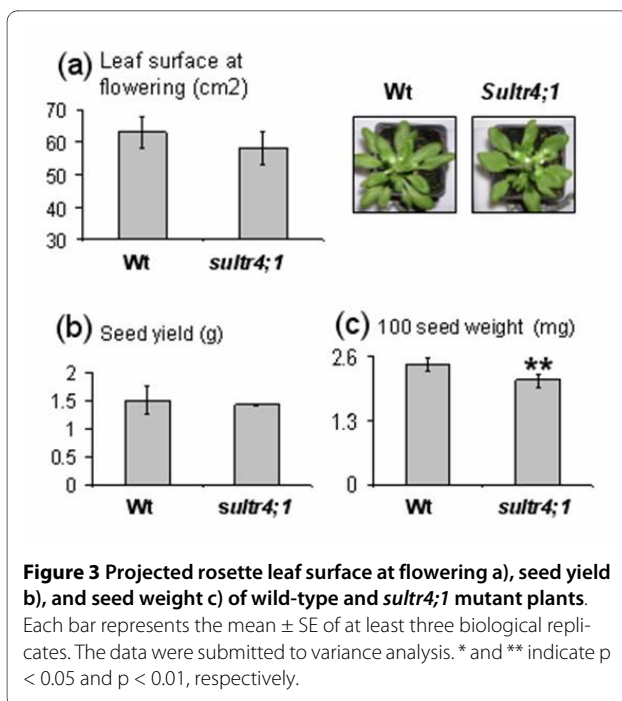 (a) Leaf surface at
flowering (cm2)
70
60
50
40
30
Wt sultr4;1
Wt Sultr4;1
(b) Seed yield (g)
2
1.5
1
0.5
0
Wt sultr4;1
(c) 100 seed weight (mg)
2.6
1.3
0
**
Wt sultr4;1
Figure 3 Projected rosette leaf surface at flowering a), seed yield
b), and seed weight c) of wild-type and sultr4;1 mutant plants.
Each bar represents the mean ± SE of at least three biological repli-
cates. The data were submitted to variance analysis. * and ** indicate p
< 0.05 and p < 0.01, respectively.